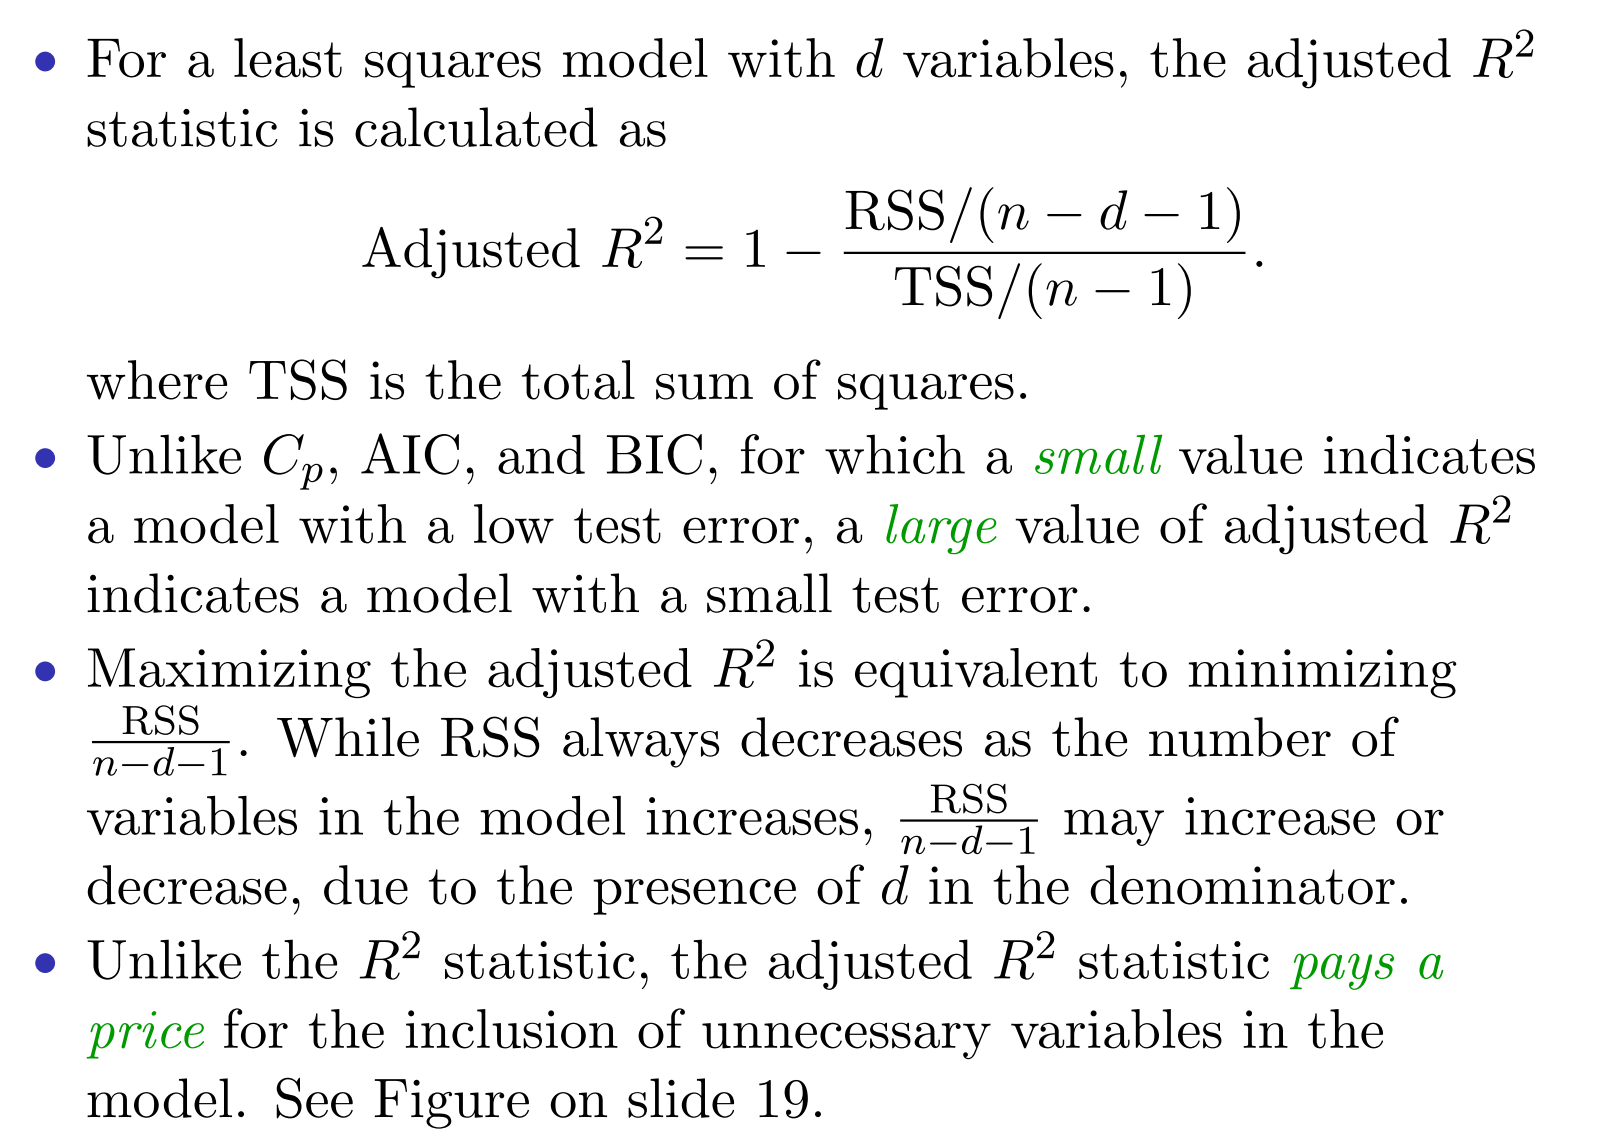 • For a least squares model with d variables, the adjusted R²
statistic is calculated as
Adjusted R² = 1 − \frac{RSS/(n − d − 1)}{TSS/(n − 1)}.
where TSS is the total sum of squares.
• Unlike C_p, AIC, and BIC, for which a small value indicates
a model with a low test error, a large value of adjusted R²
indicates a model with a small test error.
• Maximizing the adjusted R² is equivalent to minimizing
\frac{RSS}{n−d−1}. While RSS always decreases as the number of
variables in the model increases, \frac{RSS}{n−d−1} may increase or
decrease, due to the presence of d in the denominator.
• Unlike the R² statistic, the adjusted R² statistic pays a
price for the inclusion of unnecessary variables in the
model. See Figure on slide 19.